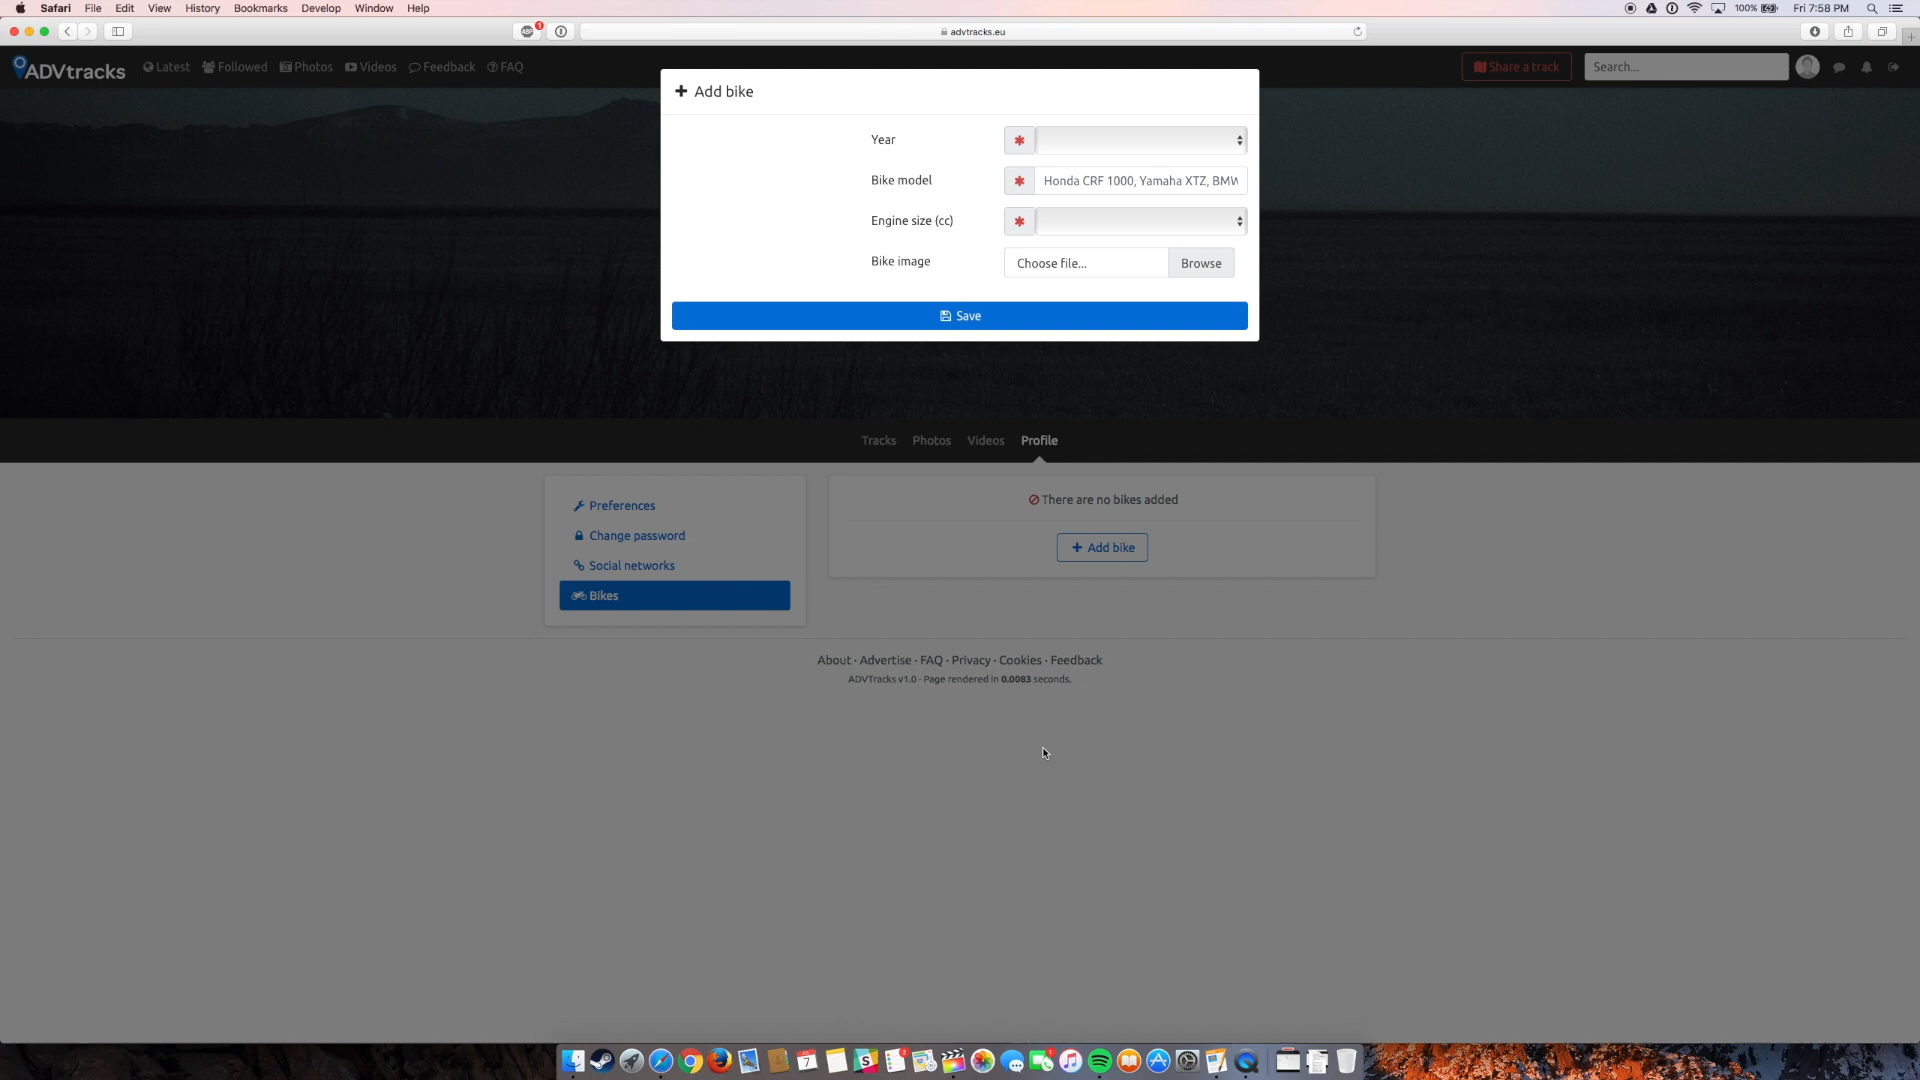 Safari File Edit View History Bookmarks Develop Window Help
100% Fri 7:58 PM
ABP 1 advtracks.eu
ADVtracks Latest Followed Photos Videos Feedback FAQ Share a track Search...
Add bike
Year
Bike model Honda CRF 1000, Yamaha XTZ, BMW
Engine size (cc)
Bike image Choose file... Browse
Save
Tracks Photos Videos Profile
Preferences
Change password
Social networks
Bikes
There are no bikes added
Add bike
About · Advertise · FAQ · Privacy · Cookies · Feedback
ADVTracks v1.0 - Page rendered in 0.0083 seconds.